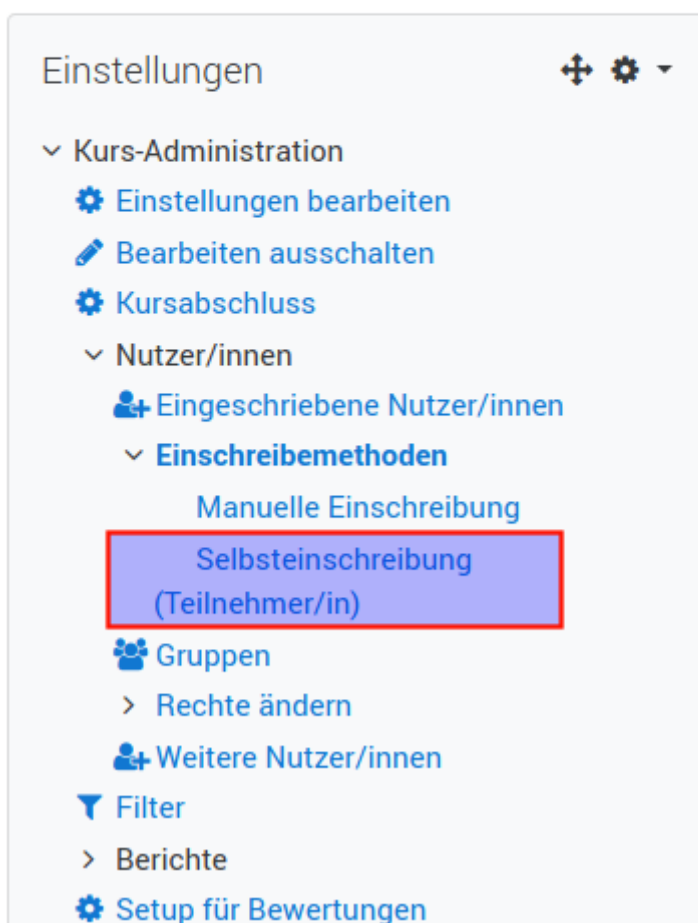 Einstellungen
Kurs-Administration
Einstellungen bearbeiten
Bearbeiten ausschalten
Kursabschluss
Nutzer/innen
Eingeschriebene Nutzer/innen
Einschreibemethoden
Manuelle Einschreibung
Selbsteinschreibung
(Teilnehmer/in)
Gruppen
Rechte ändern
Weitere Nutzer/innen
Filter
Berichte
Setup für Bewertungen